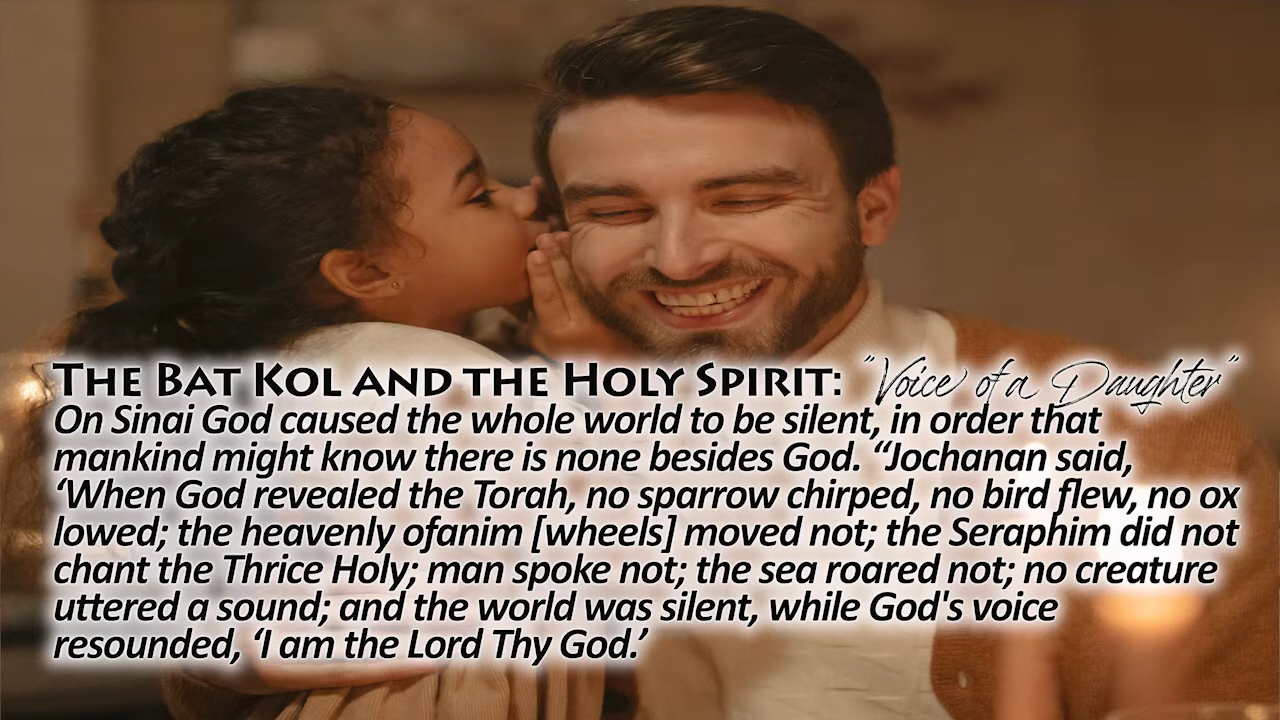 The Bat Kol and the Holy Spirit: "Voice of a Daughter"
On Sinai God caused the whole world to be silent, in order that
mankind might know there is none besides God. “Jochanan said,
‘When God revealed the Torah, no sparrow chirped, no bird flew, no ox
lowed; the heavenly ofanim [wheels] moved not; the Seraphim did not
chant the Thrice Holy; man spoke not; the sea roared not; no creature
uttered a sound; and the world was silent, while God's voice
resounded, ‘I am the Lord Thy God.’